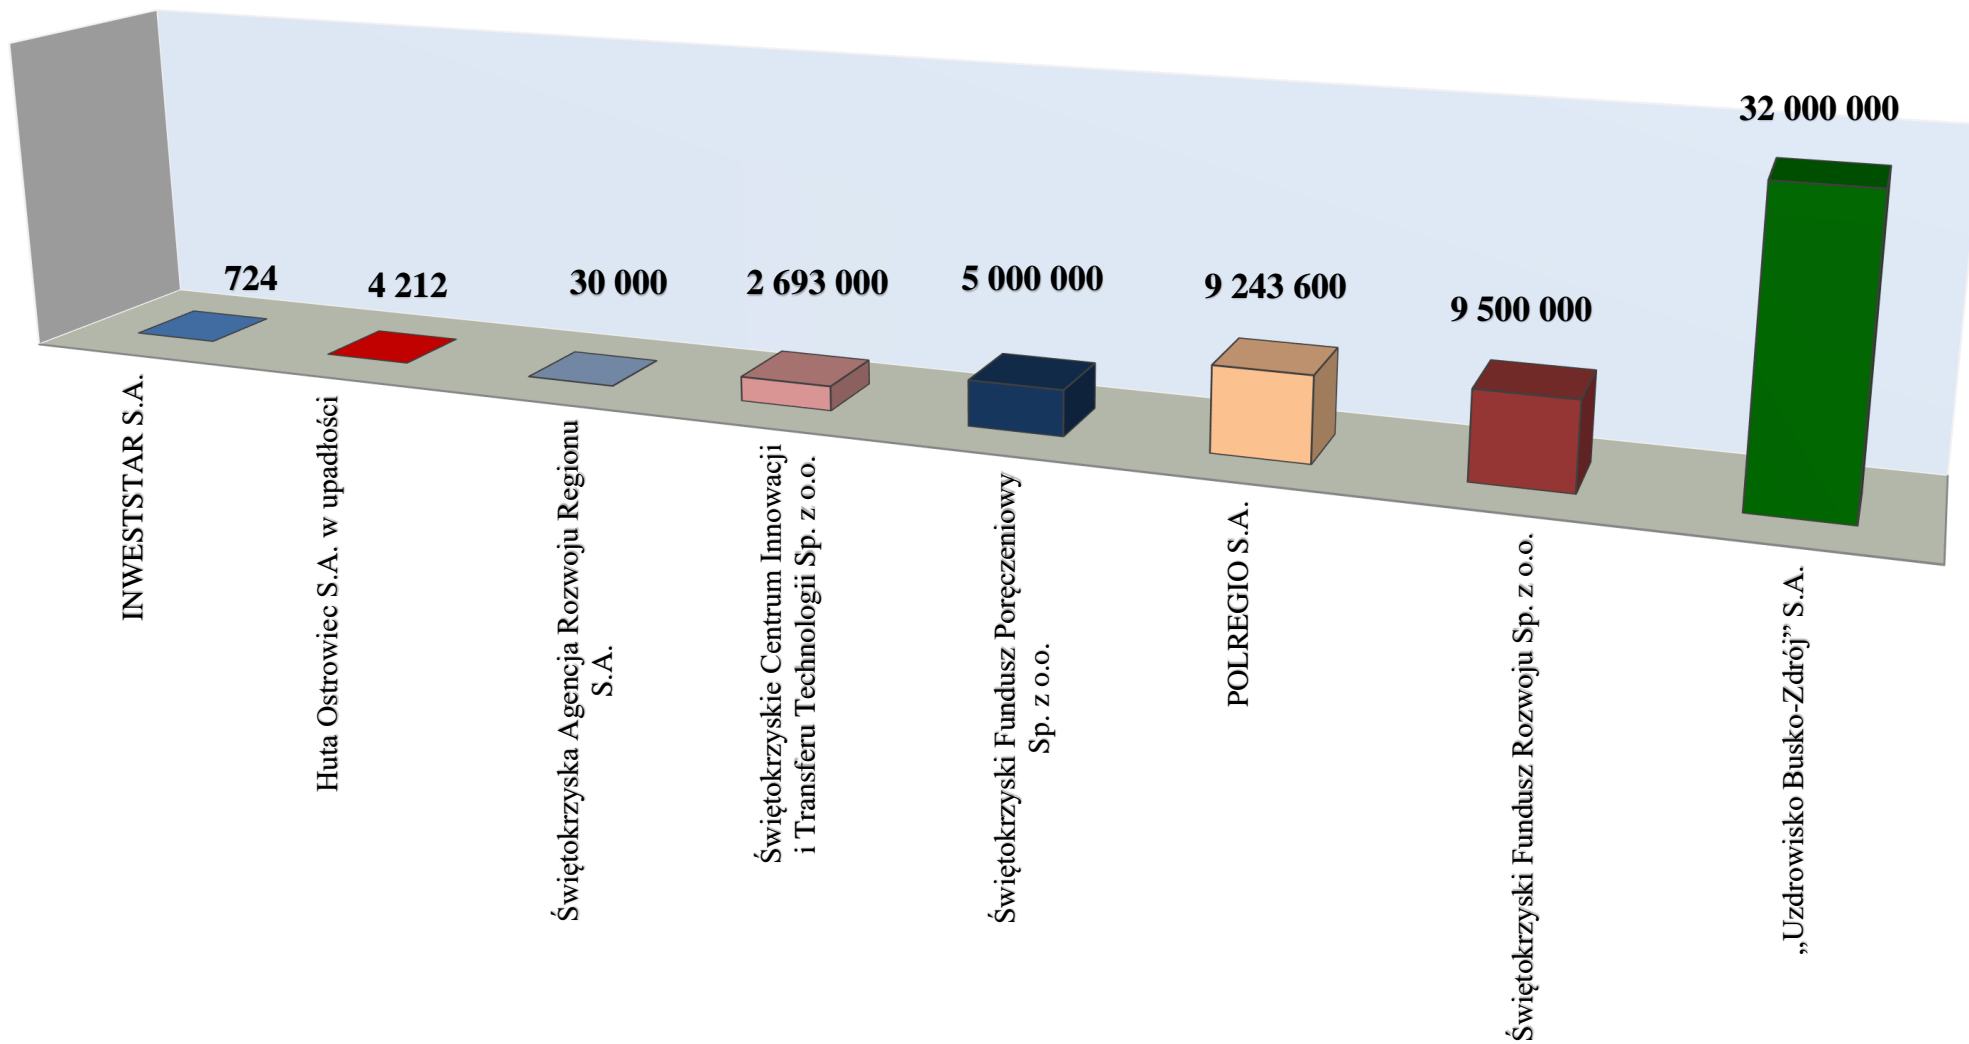 724
4 212
30 000
2 693 000
5 000 000
9 243 600
9 500 000
32 000 000
INWESTSTAR S.A.
Huta Ostrowiec S.A. w upadłości
Świętokrzyska Agencja Rozwoju Regionu
S.A.
Świętokrzyskie Centrum Innowacji
i Transferu Technologii Sp. z o.o.
Świętokrzyski Fundusz Poręczeniowy
Sp. z o.o.
POLREGIO S.A.
Świętokrzyski Fundusz Rozwoju Sp. z o.o.
„Uzdrowisko Busko-Zdrój” S.A.